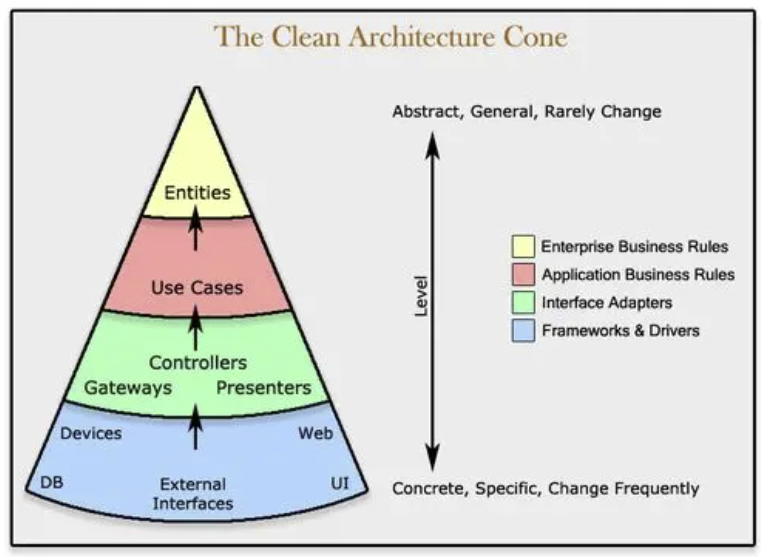 The Clean Architecture Cone
Entities
Use Cases
Controllers
Gateways Presenters
Devices Web
DB External UI
Interfaces
Abstract, General, Rarely Change
Level
Concrete, Specific, Change Frequently
Enterprise Business Rules
Application Business Rules
Interface Adapters
Frameworks & Drivers